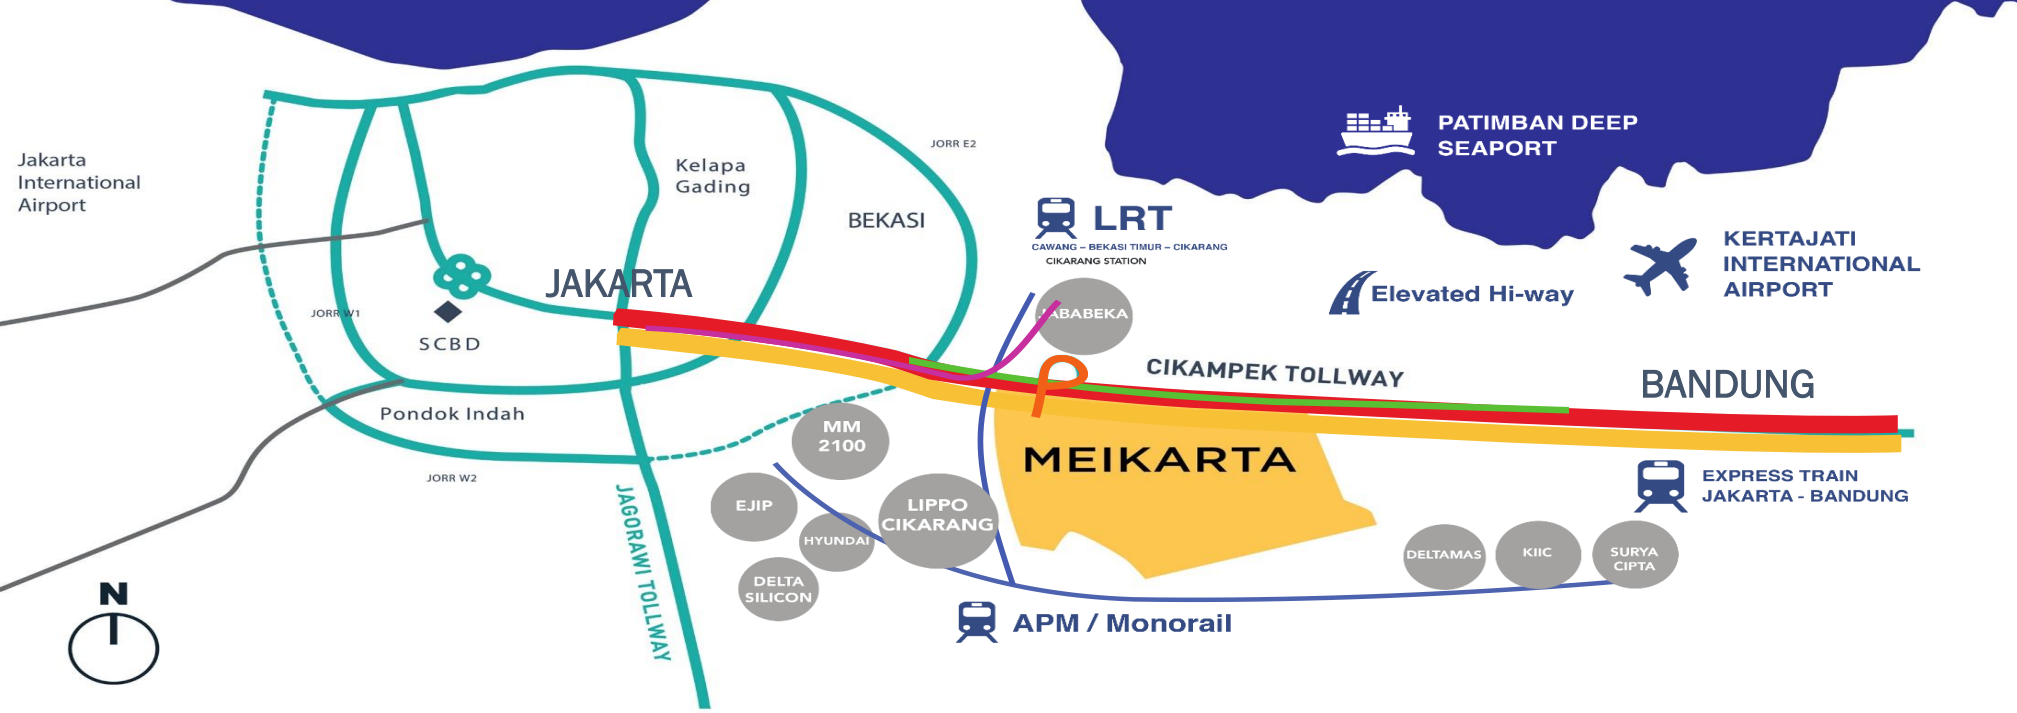 Jakarta
International
Airport
JORR W1
SCBD
Pondok Indah
JORR W2
JAKARTA
Kelapa
Gading
BEKASI
JORR E2
LRT
CAWANG – BEKASI TIMUR – CIKARANG
CIKARANG STATION
JABABEKA
PATIMBAN DEEP
SEAPORT
Elevated Hi-way
KERTAJATI
INTERNATIONAL
AIRPORT
CIKAMPEK TOLLWAY
BANDUNG
MM
2100
EJIP
HYUNDAI
LIPPO
CIKARANG
DELTA
SILICON
MEIKARTA
EXPRESS TRAIN
JAKARTA - BANDUNG
DELTAMAS
KIIC
SURYA
CIPTA
JAGORAWI TOLLWAY
APM / Monorail
N